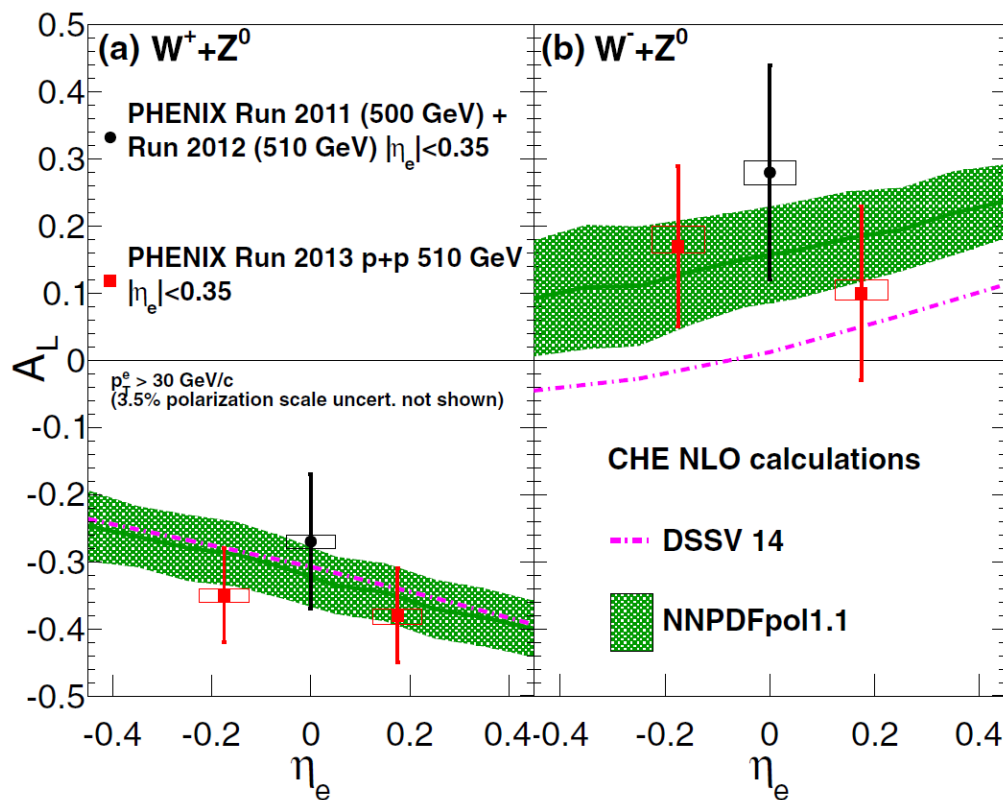 (a) W⁺+Z⁰
(b) W⁻+Z⁰
PHENIX Run 2011 (500 GeV) +
Run 2012 (510 GeV) |ηₑ|<0.35
PHENIX Run 2013 p+p 510 GeV
|ηₑ|<0.35
p_T^e > 30 GeV/c
(3.5% polarization scale uncert. not shown)
CHE NLO calculations
DSSV 14
NNPDFpol1.1
A_L
0.5
0.4
0.3
0.2
0.1
0
-0.1
-0.2
-0.3
-0.4
-0.5
-0.4 -0.2 0 0.2 0.4
-0.4 -0.2 0 0.2 0.4
ηₑ
ηₑ